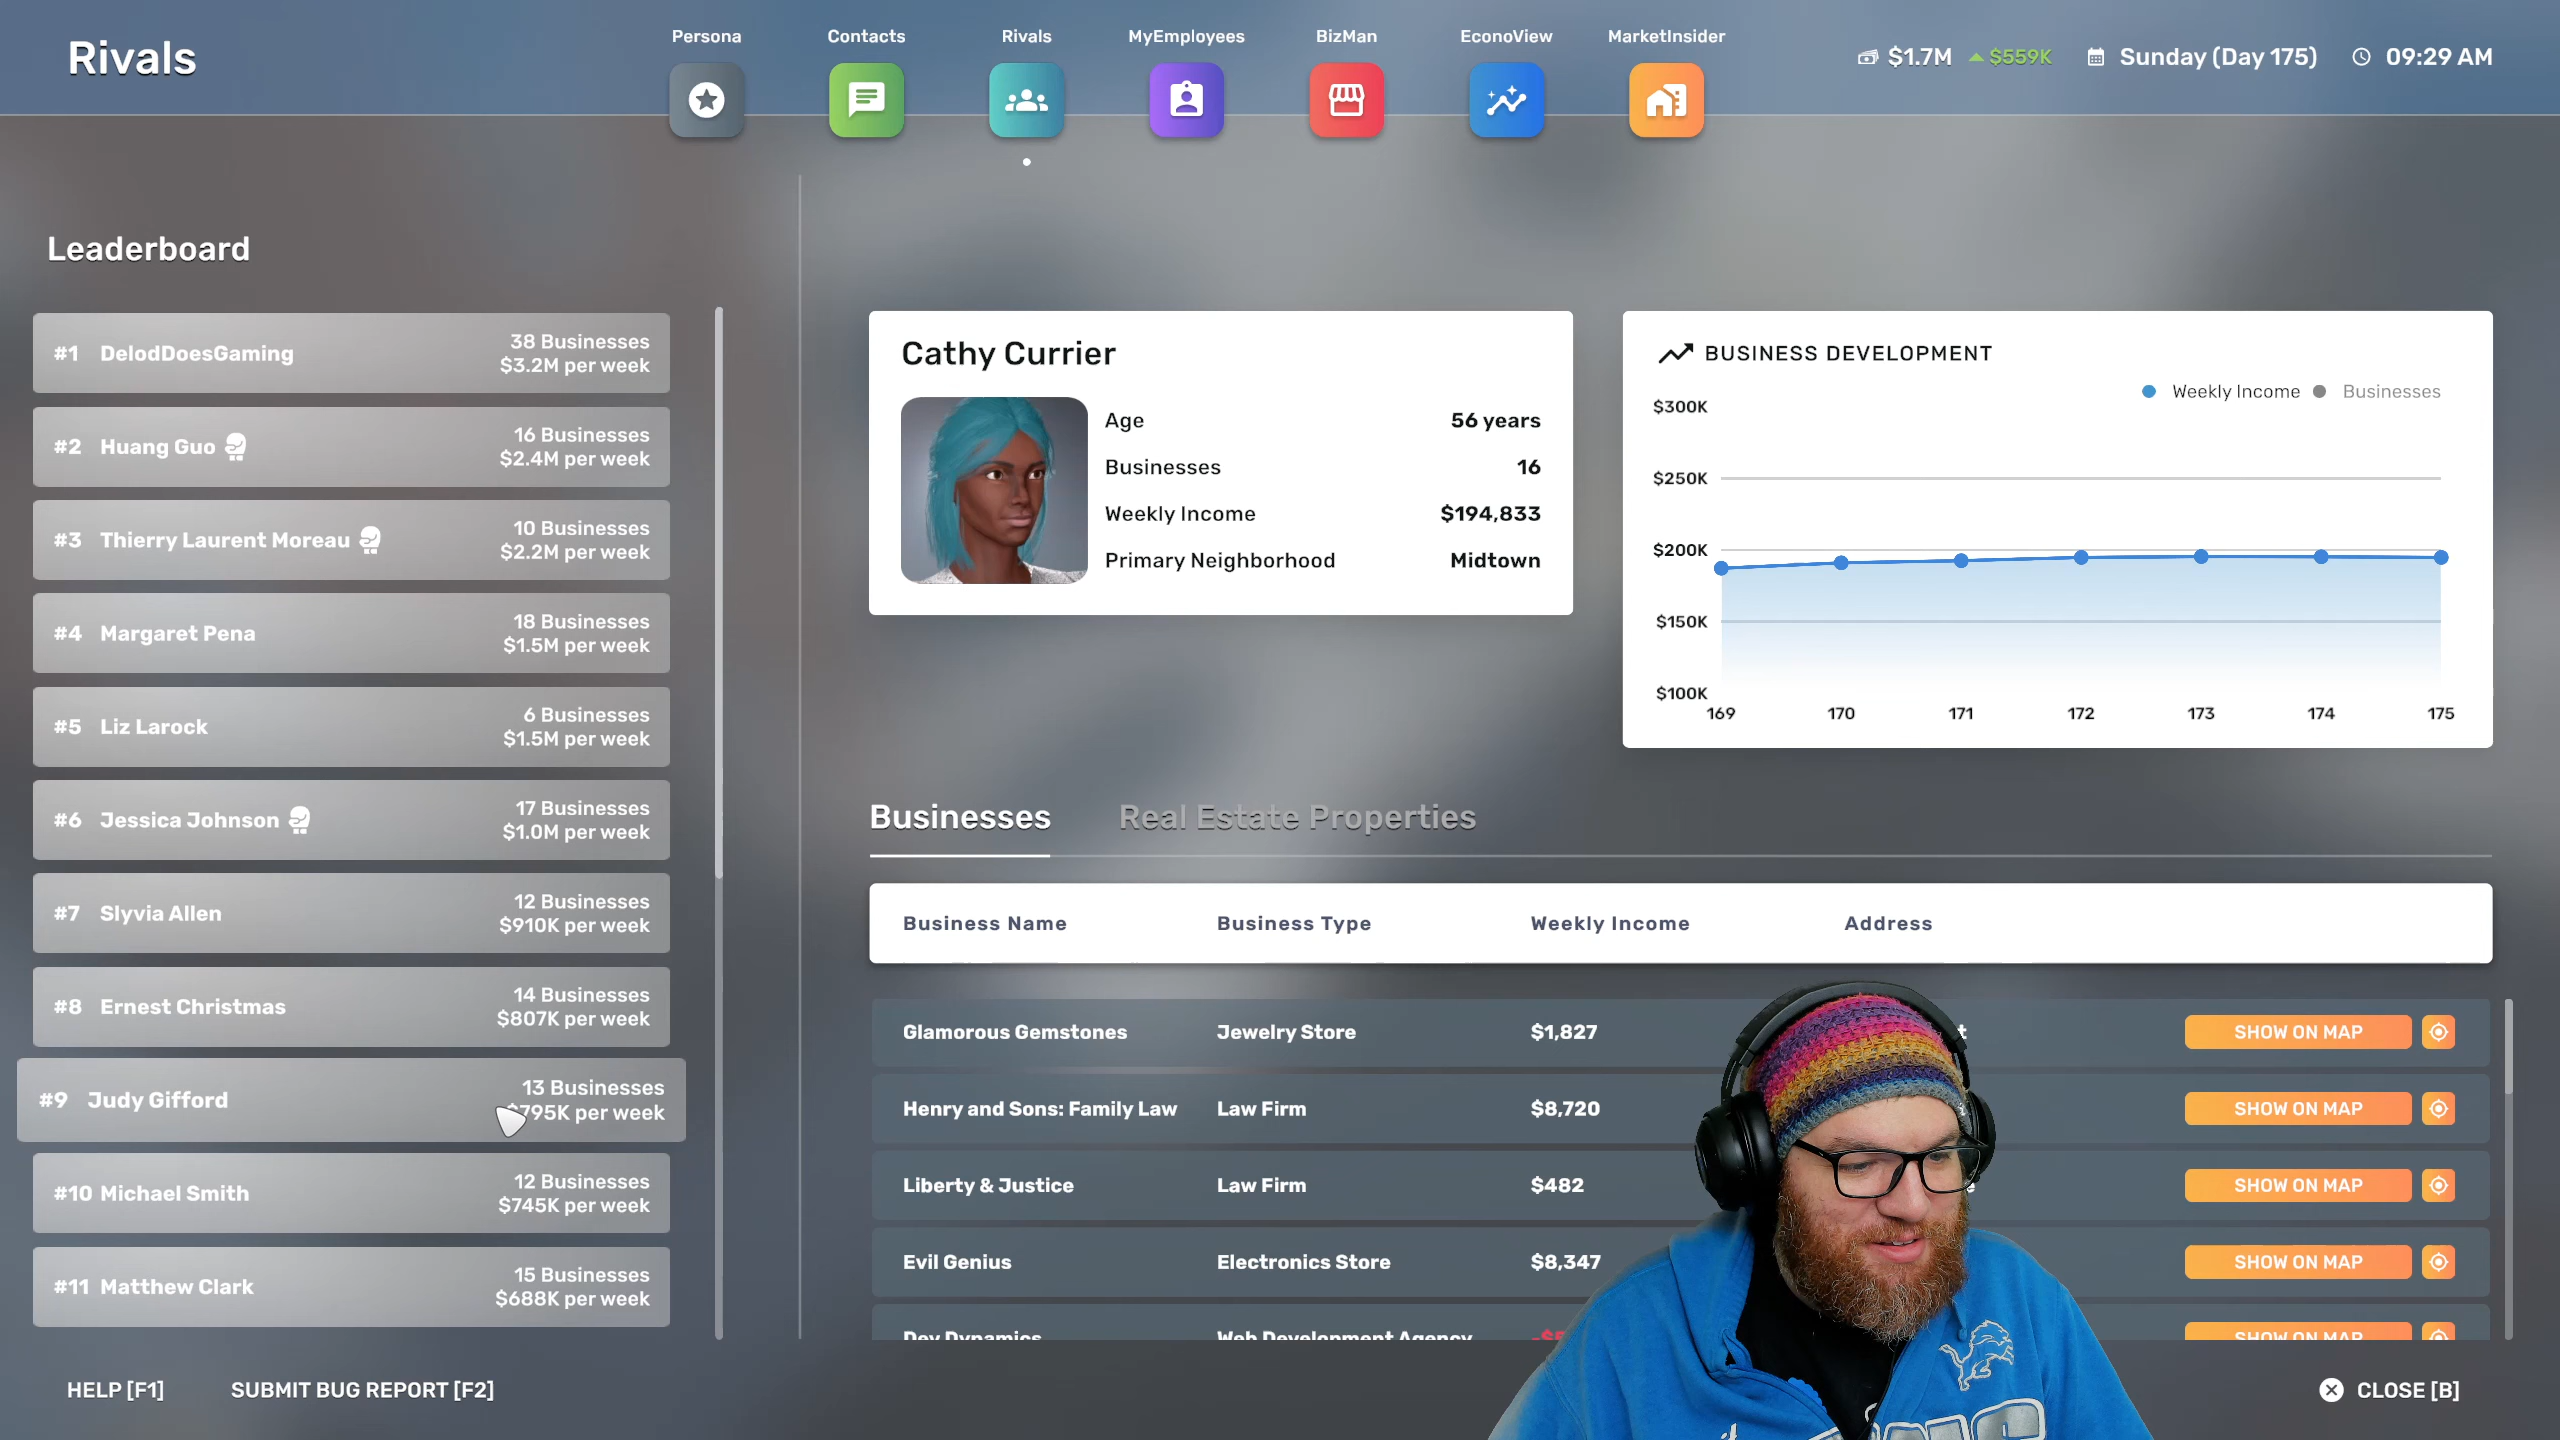 Rivals
Persona
Contacts
Rivals
MyEmployees
BizMan
EconoView
MarketInsider
$1.7M
$559K
Sunday (Day 175)
09:29 AM
Leaderboard
#1 DelodDoesGaming
38 Businesses
$3.2M per week
#2 Huang Guo
16 Businesses
$2.4M per week
#3 Thierry Laurent Moreau
10 Businesses
$2.2M per week
#4 Margaret Pena
18 Businesses
$1.5M per week
#5 Liz Larock
6 Businesses
$1.5M per week
#6 Jessica Johnson
17 Businesses
$1.0M per week
#7 Slyvia Allen
12 Businesses
$910K per week
#8 Ernest Christmas
14 Businesses
$807K per week
#9 Judy Gifford
13 Businesses
$795K per week
#10 Michael Smith
12 Businesses
$745K per week
#11 Matthew Clark
15 Businesses
$688K per week
Cathy Currier
Age 56 years
Businesses 16
Weekly Income $194,833
Primary Neighborhood Midtown
BUSINESS DEVELOPMENT
Weekly Income Businesses
$300K
$250K
$200K
$150K
$100K
169 170 171 172 173 174 175
Businesses Real Estate Properties
Business Name Business Type Weekly Income Address
Glamorous Gemstones Jewelry Store $1,827 SHOW ON MAP
Henry and Sons: Family Law Law Firm $8,720 SHOW ON MAP
Liberty & Justice Law Firm $482 SHOW ON MAP
Evil Genius Electronics Store $8,347 SHOW ON MAP
Dev Dynamics Web Development Agency SHOW ON MAP
HELP [F1]
SUBMIT BUG REPORT [F2]
CLOSE [B]